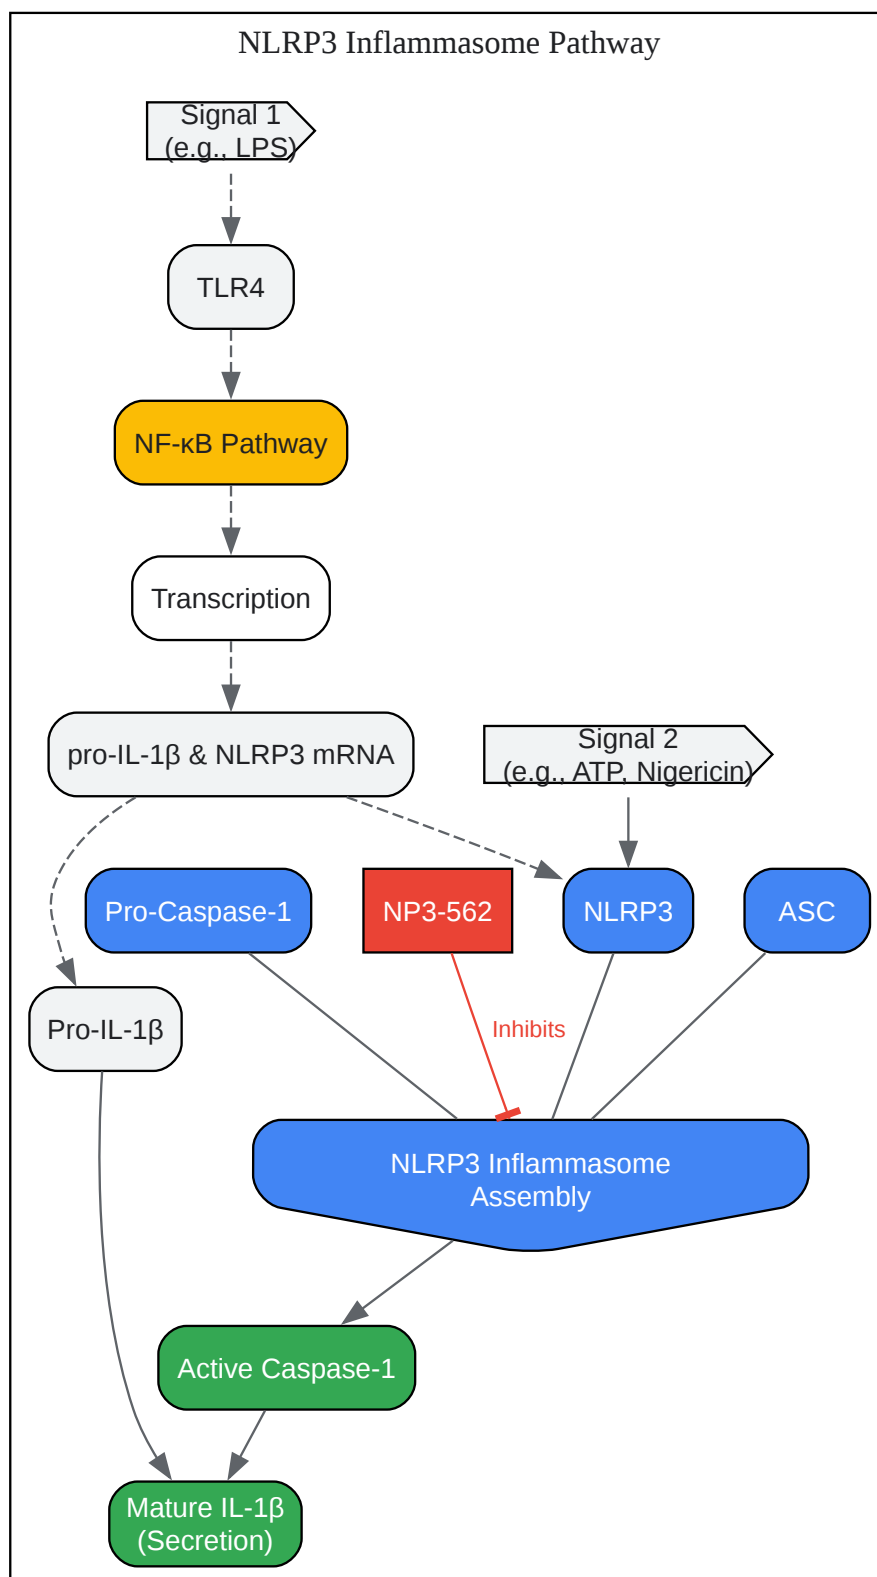 NLRP3 Inflammasome Pathway
Signal 1
(e.g., LPS)
TLR4
NF-κB Pathway
Transcription
pro-IL-1β & NLRP3 mRNA
Signal 2
(e.g., ATP, Nigericin)
Pro-Caspase-1
NP3-562
NLRP3
ASC
Pro-IL-1β
Inhibits
NLRP3 Inflammasome
Assembly
Active Caspase-1
Mature IL-1β
(Secretion)